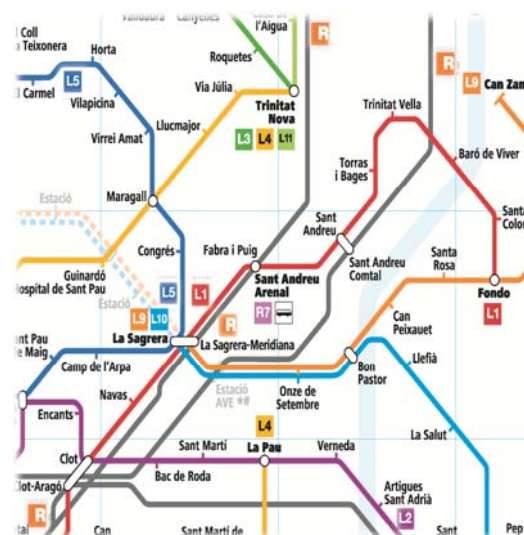 Canyelles
Coll
a Teixonera
Horta
de l'Aigua
R
R
Roquetes
L5
L9
El Carmel
Vilapicina
Via Júlia
Can Zam
Trinitat
Nova
Trinitat Vella
Virrei Amat
Llucmajor
L3
L4
L11
Baró de Viver
Torras
i Bages
Maragall
Estació
Sant
Andreu
Congrés
Fabra i Puig
Santa
Rosa
Guinardó
Hospital de Sant Pau
Estació
L5
L1
Sant Andreu
Arenal
Sant Andreu
Comtal
Fondo
R7
L1
L9
L10
R
La Sagrera
La Sagrera-Meridiana
Can
Peixauet
Camp de l'Arpa
Llefià
Bon
Pastor
Navas
Estació
AVE *#
Onze de
Setembre
Encants
L4
La Salut
Clot
Sant Martí
La Pau
Verneda
Bac de Roda
Clot-Aragó
Artigues
Sant Adrià
R
L2
Can
Sant Martí de
Sant
Pep